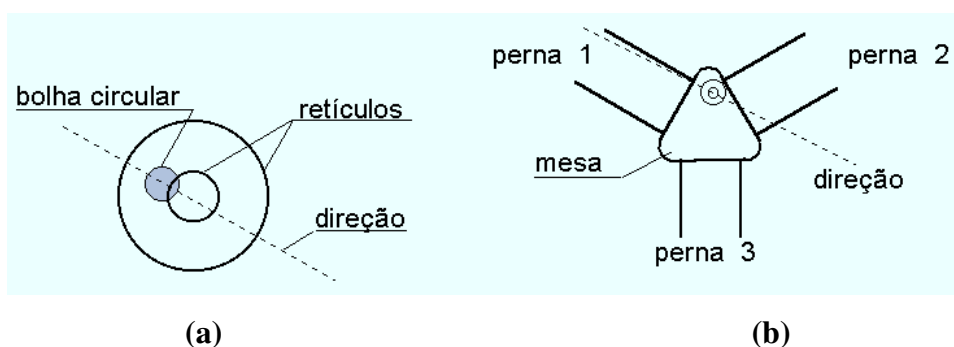 bolha circular
retículos
direção
perna 1
perna 2
mesa
direção
perna 3
(a)
(b)